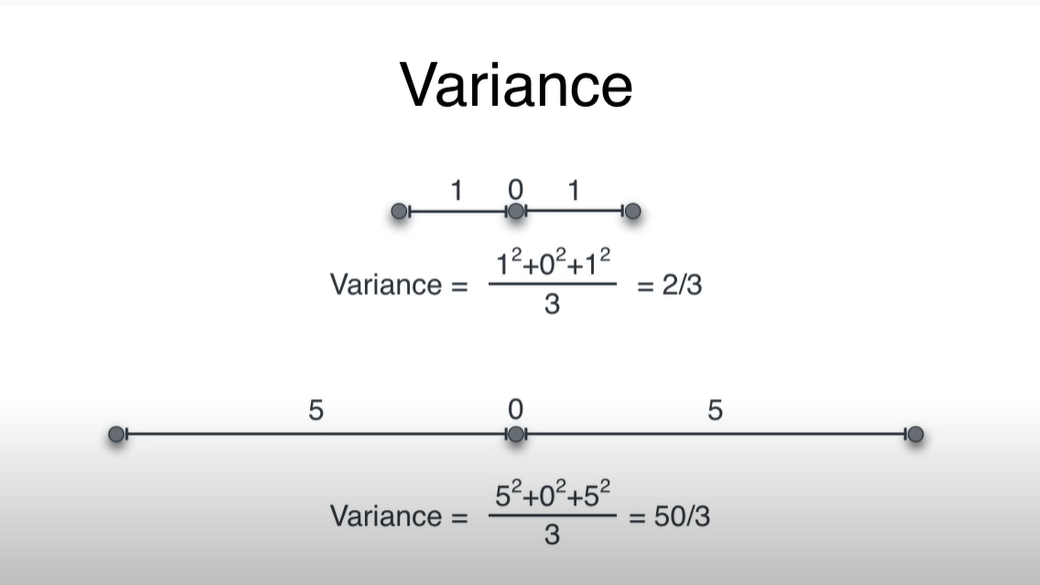 Variance
1 0 1
Variance = 1²+0²+1² / 3 = 2/3
5 0 5
Variance = 5²+0²+5² / 3 = 50/3